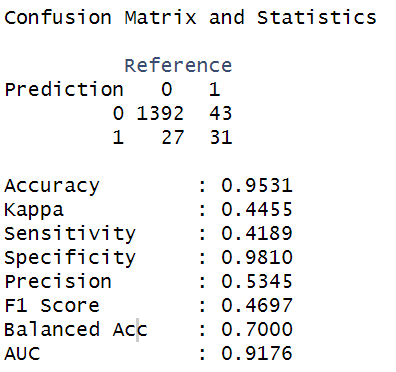 Confusion Matrix and Statistics
Reference
Prediction 0 1
0 1392 43
1 27 31
Accuracy : 0.9531
Kappa : 0.4455
Sensitivity : 0.4189
Specificity : 0.9810
Precision : 0.5345
F1 Score : 0.4697
Balanced Acc : 0.7000
AUC : 0.9176